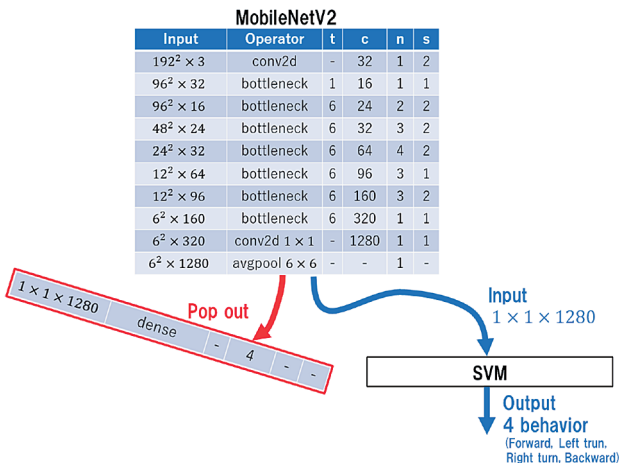 MobileNetV2
Input Operator t c n s
192² × 3 conv2d - 32 1 2
96² × 32 bottleneck 1 16 1 1
96² × 16 bottleneck 6 24 2 2
48² × 24 bottleneck 6 32 3 2
24² × 32 bottleneck 6 64 4 2
12² × 64 bottleneck 6 96 3 1
12² × 96 bottleneck 6 160 3 2
6² × 160 bottleneck 6 320 1 1
6² × 320 conv2d 1 × 1 - 1280 1 1
6² × 1280 avgpool 6 × 6 - - 1 -
1 × 1 × 1280 dense - 4 - -
Pop out
Input
1 × 1 × 1280
SVM
Output
4 behavior
(Forward, Left trun,
Right turn, Backward)